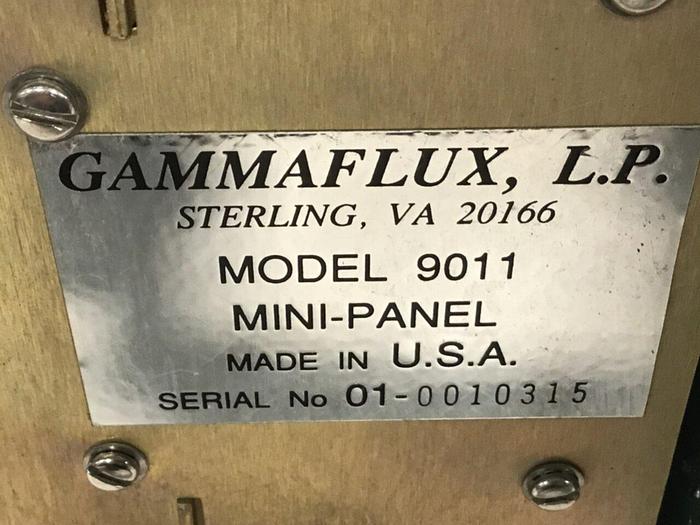 GAMMAFLUX, L.P.
STERLING, VA 20166
MODEL 9011
MINI-PANEL
MADE IN U.S.A.
SERIAL No 01-0010315